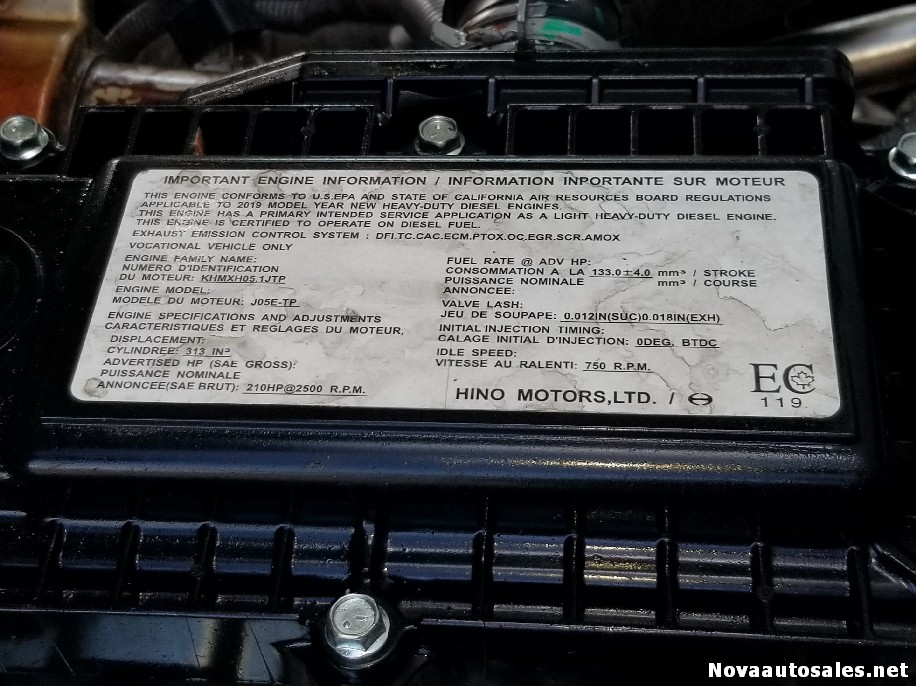 IMPORTANT ENGINE INFORMATION / INFORMATION INPORTANTE SUR MOTEUR
THIS ENGINE CONFORMS TO U.S.EPA AND STATE OF CALIFORNIA AIR RESOURCES BOARD REGULATIONS
APPLICABLE TO 2019 MODEL YEAR NEW HEAVY-DUTY DIESEL ENGINES.
THIS ENGINE HAS A PRIMARY INTENDED SERVICE APPLICATION AS A LIGHT HEAVY-DUTY DIESEL ENGINE.
THIS ENGINE IS CERTIFIED TO OPERATE ON DIESEL FUEL.
EXHAUST EMISSION CONTROL SYSTEM : DFI.TC.CAC.ECM.PTOX.OC.EGR.SCR.AMOX
VOCATIONAL VEHICLE ONLY
ENGINE FAMILY NAME:
NUMERO D'IDENTIFICATION
DU MOTEUR: KHMXH05.1JTP
ENGINE MODEL:
MODELE DU MOTEUR: J05E-TP
ENGINE SPECIFICATIONS AND ADJUSTMENTS
CARACTERISTIQUES ET REGLAGES DU MOTEUR,
DISPLACEMENT:
CYLINDREE: 313 IN³
ADVERTISED HP (SAE GROSS):
PUISSANCE NOMINALE
ANNONCEE(SAE BRUT): 210HP@2500 R.P.M.
FUEL RATE @ ADV HP:
CONSOMMATION A LA 133.0±4.0 mm³ / STROKE
PUISSANCE NOMINALE mm³ / COURSE
ANNONCEE:
VALVE LASH:
JEU DE SOUPAPE: 0.012IN(SUC)0.018IN(EXH)
INITIAL INJECTION TIMING:
CALAGE INITIAL D'INJECTION: 0DEG. BTDC
IDLE SPEED:
VITESSE AU RALENTI: 750 R.P.M.
HINO MOTORS,LTD. /
EC
119
Novaautosales.net